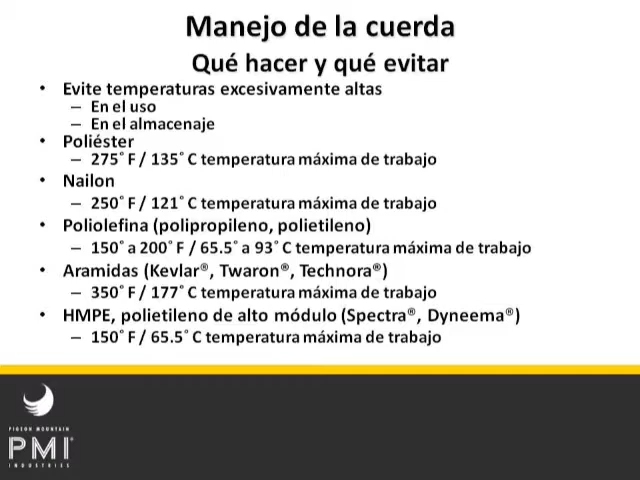 Manejo de la cuerda
Qué hacer y qué evitar
• Evite temperaturas excesivamente altas
– En el uso
– En el almacenaje
• Poliéster
– 275° F / 135° C temperatura máxima de trabajo
• Nailon
– 250° F / 121° C temperatura máxima de trabajo
• Poliolefina (polipropileno, polietileno)
– 150° a 200° F / 65.5° a 93° C temperatura máxima de trabajo
• Aramidas (Kevlar®, Twaron®, Technora®)
– 350° F / 177° C temperatura máxima de trabajo
• HMPE, polietileno de alto módulo (Spectra®, Dyneema®)
– 150° F / 65.5° C temperatura máxima de trabajo
PIGEON MOUNTAIN
PMI®
INDUSTRIES